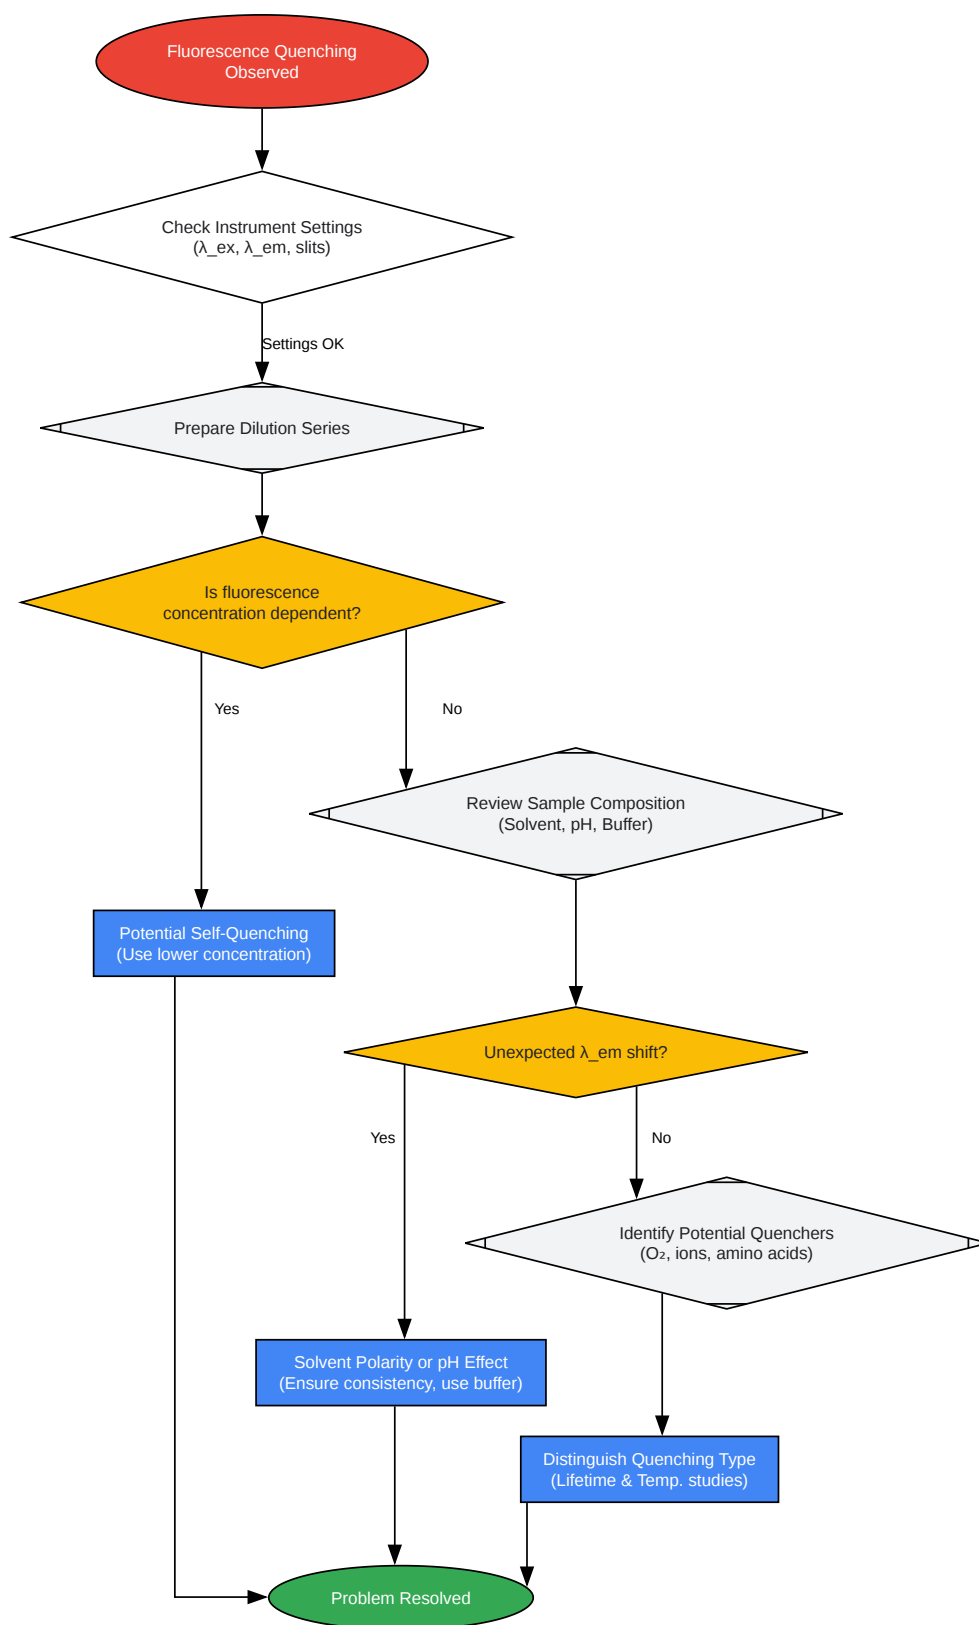 Fluorescence Quenching
Observed
Check Instrument Settings
(λ_ex, λ_em, slits)
Settings OK
Prepare Dilution Series
Is fluorescence
concentration dependent?
Yes
No
Review Sample Composition
(Solvent, pH, Buffer)
Potential Self-Quenching
(Use lower concentration)
Unexpected λ_em shift?
Yes
No
Identify Potential Quenchers
(O₂, ions, amino acids)
Solvent Polarity or pH Effect
(Ensure consistency, use buffer)
Distinguish Quenching Type
(Lifetime & Temp. studies)
Problem Resolved